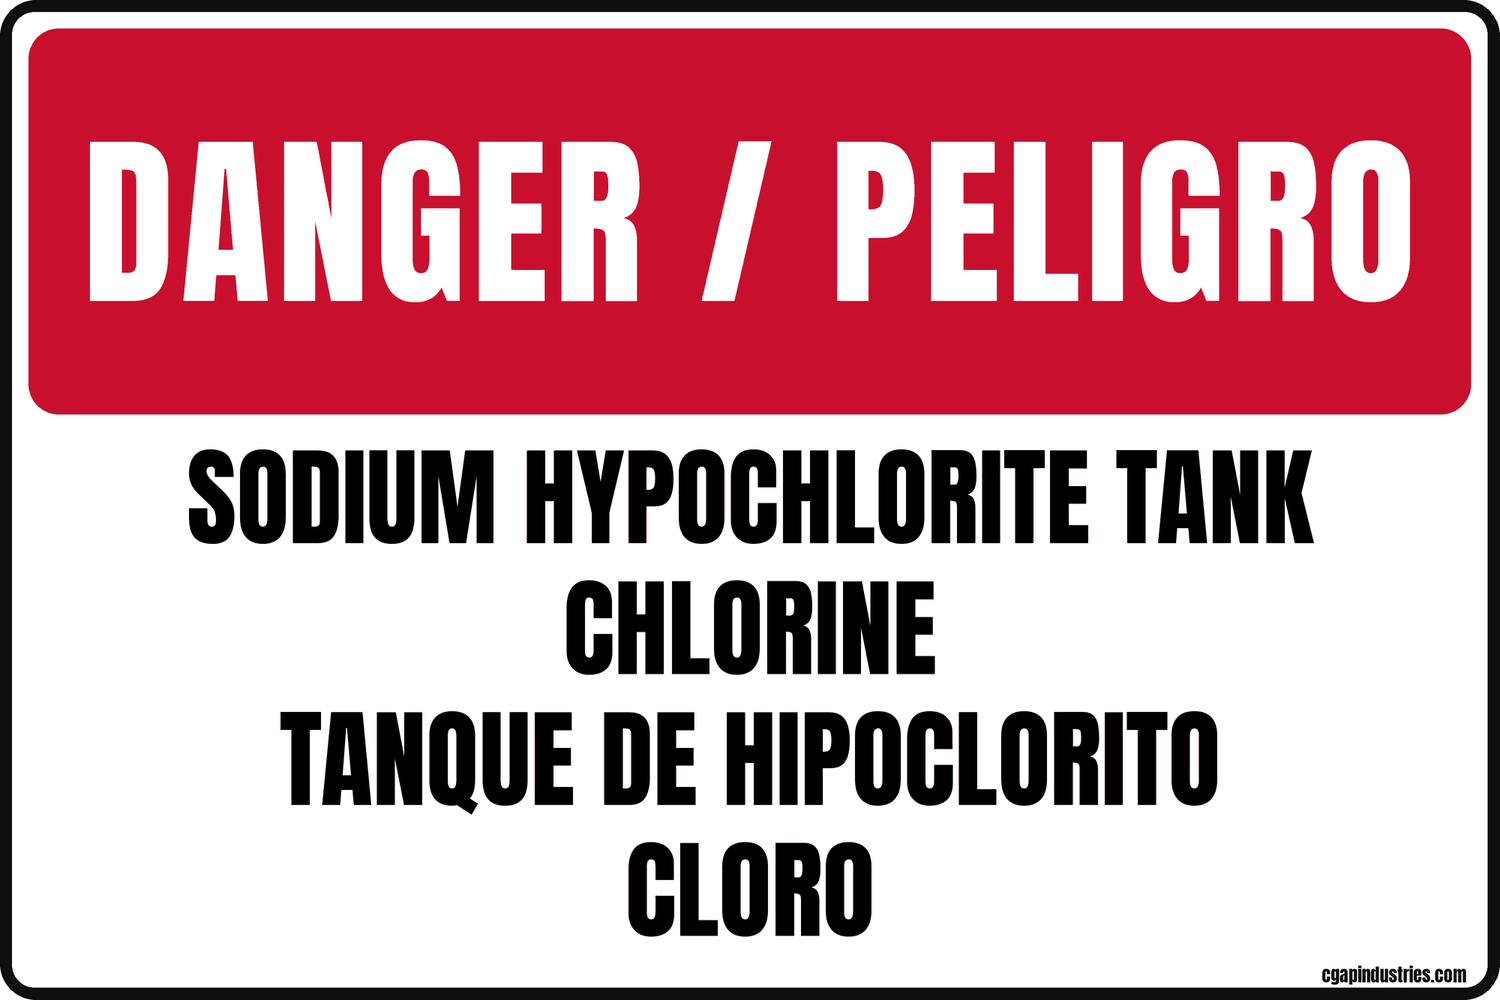 DANGER / PELIGRO
SODIUM HYPOCHLORITE TANK
CHLORINE
TANQUE DE HIPOCLORITO
CLORO
cgapindustries.com